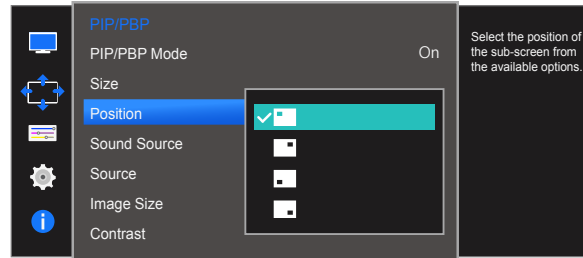 PIP/PBP
PIP/PBP Mode On
Size
Position
Sound Source
Source
Image Size
Contrast
Select the position of
the sub-screen from
the available options.